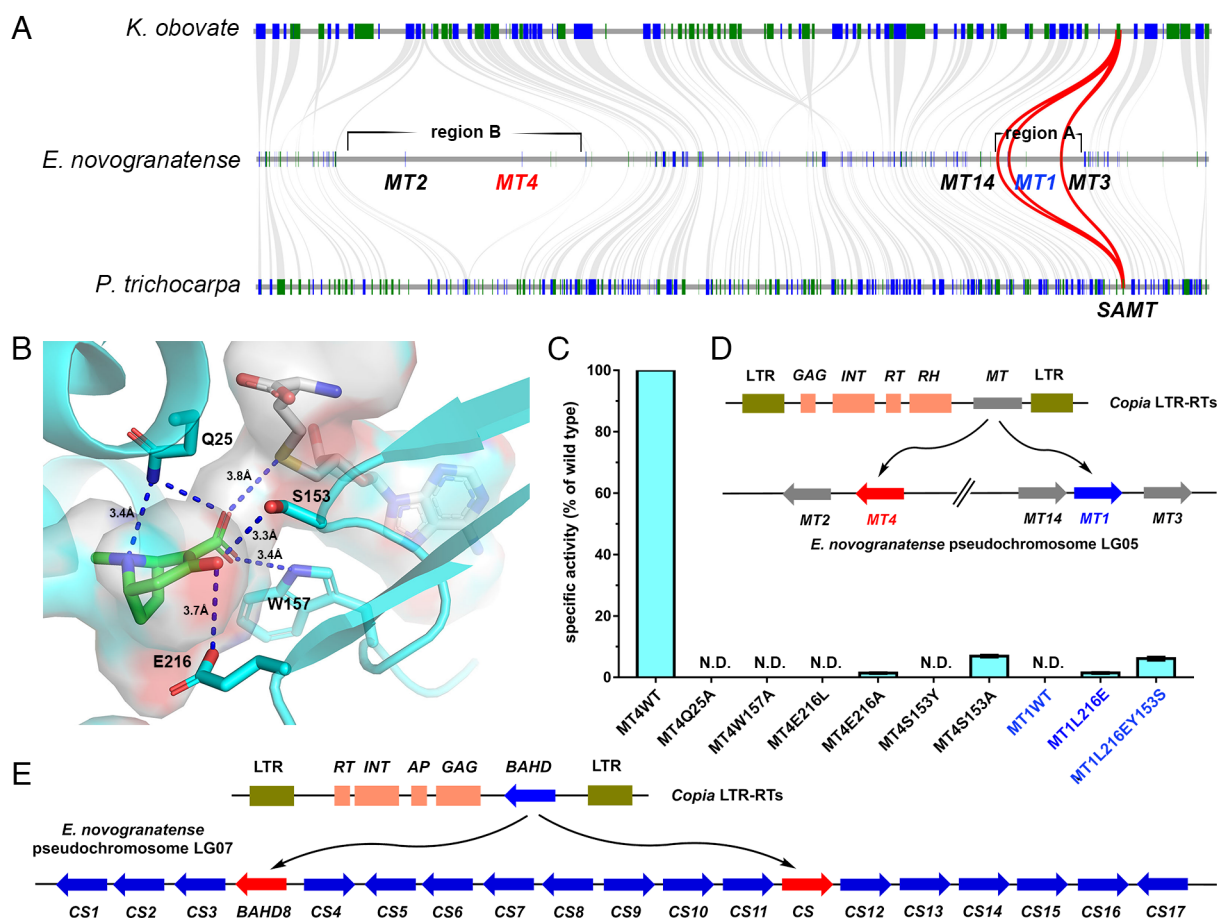 A
K. obovate
region B
region A
E. novogranatense
MT2
MT4
MT14
MT1
MT3
P. trichocarpa
SAMT
B
Q25
3.8Å
S153
3.4Å
3.3Å
3.4Å
W157
3.7Å
E216
C
specific activity (% of wild type)
100
80
60
40
20
0
N.D.
N.D.
N.D.
N.D.
N.D.
MT4WT
MT4Q25A
MT4W157A
MT4E216L
MT4E216A
MT4S153Y
MT4S153A
MT1WT
MT1L216E
MT1L216EY153S
D
LTR GAG INT RT RH MT LTR
Copia LTR-RTs
MT2 MT4 MT14 MT1 MT3
E. novogranatense pseudochromosome LG05
E
LTR RT INT AP GAG BAHD LTR
Copia LTR-RTs
E. novogranatense
pseudochromosome LG07
CS1 CS2 CS3 BAHD8 CS4 CS5 CS6 CS7 CS8 CS9 CS10 CS11 CS CS12 CS13 CS14 CS15 CS16 CS17